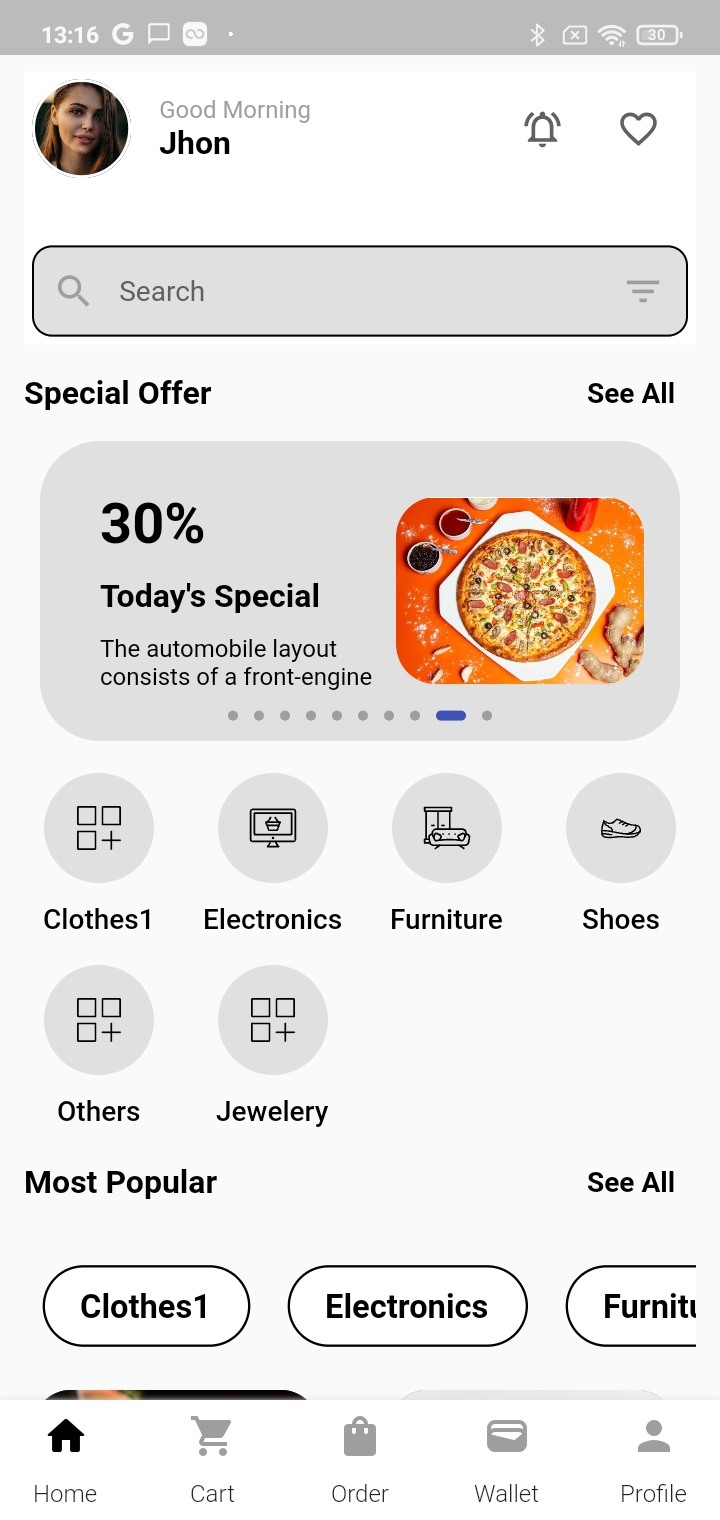 13:16
30
Good Morning
Jhon
Search
Special Offer
See All
30%
Today's Special
The automobile layout
consists of a front-engine
Clothes1
Electronics
Furniture
Shoes
Others
Jewelery
Most Popular
See All
Clothes1
Electronics
Furnitu
Home
Cart
Order
Wallet
Profile